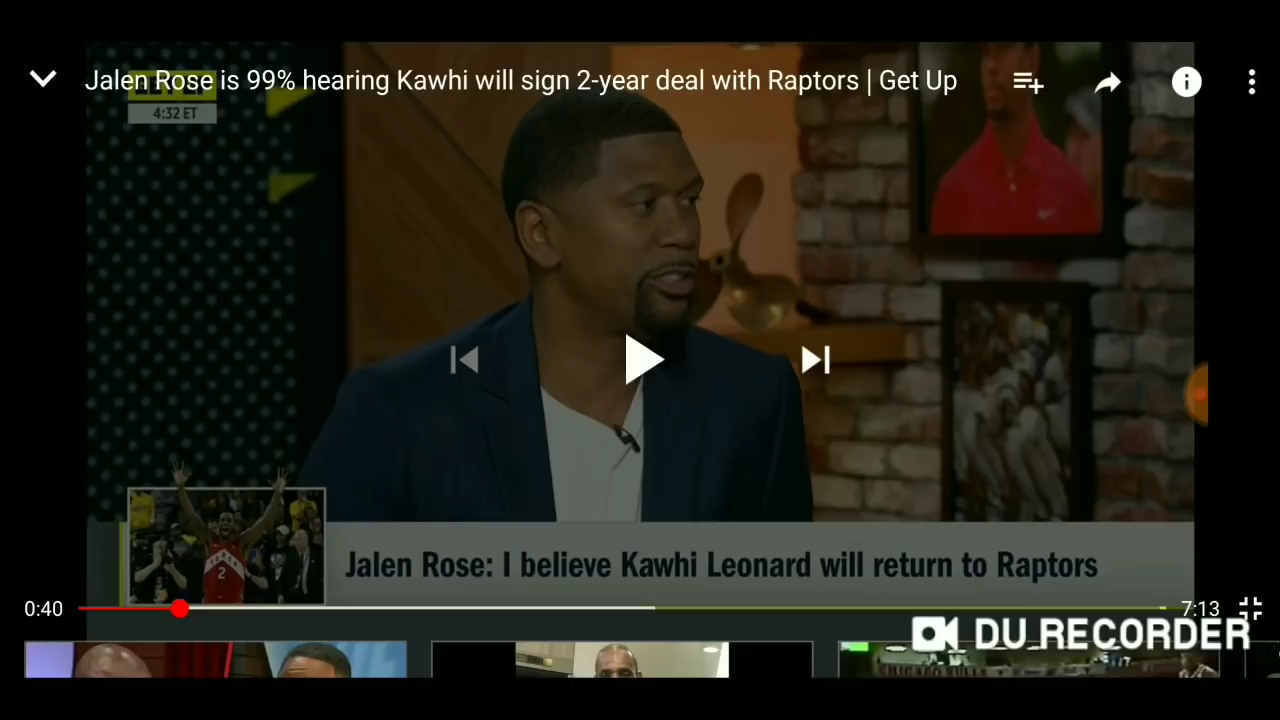 Jalen Rose is 99% hearing Kawhi will sign 2-year deal with Raptors | Get Up
4:32 ET
2
Jalen Rose: I believe Kawhi Leonard will return to Raptors
0:40
7:13
DU RECORDER